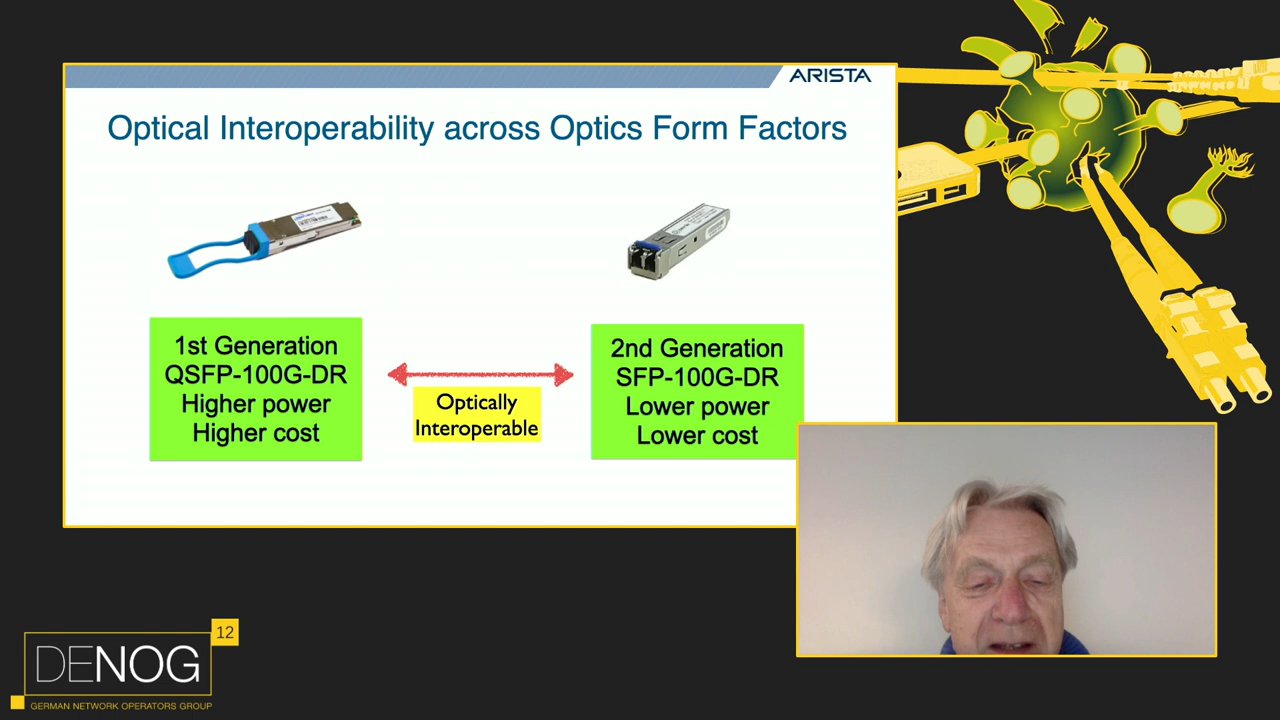 ARISTA
Optical Interoperability across Optics Form Factors
1st Generation
QSFP-100G-DR
Higher power
Higher cost
Optically
Interoperable
2nd Generation
SFP-100G-DR
Lower power
Lower cost
12
DENOG
GERMAN NETWORK OPERATORS GROUP